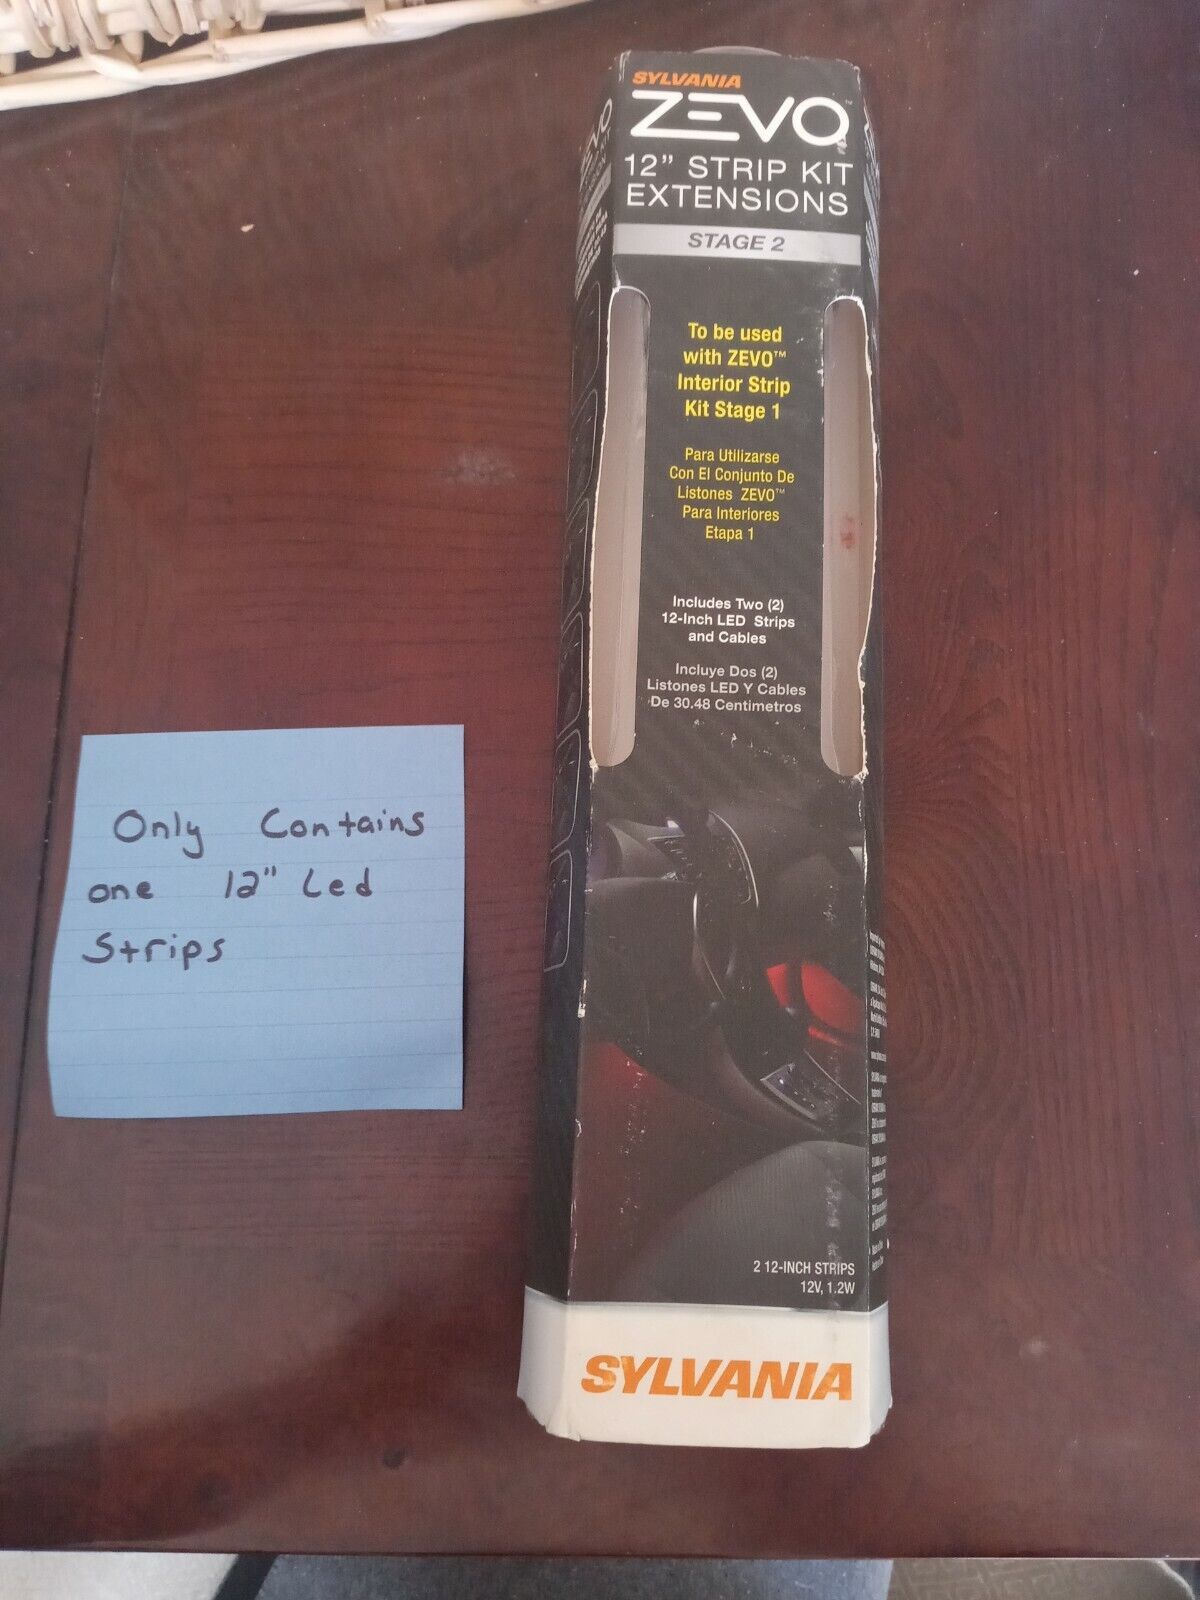 SYLVANIA
ZEVO™
12” STRIP KIT
EXTENSIONS
STAGE 2
To be used
with ZEVO™
Interior Strip
Kit Stage 1
Para Utilizarse
Con El Conjunto De
Listones ZEVO™
Para Interiores
Etapa 1
Includes Two (2)
12-Inch LED Strips
and Cables
Incluye Dos (2)
Listones LED Y Cables
De 30.48 Centimetros
2 12-INCH STRIPS
12V, 1.2W
SYLVANIA
ZEVO
Only Contains
one 12" Led
Strips